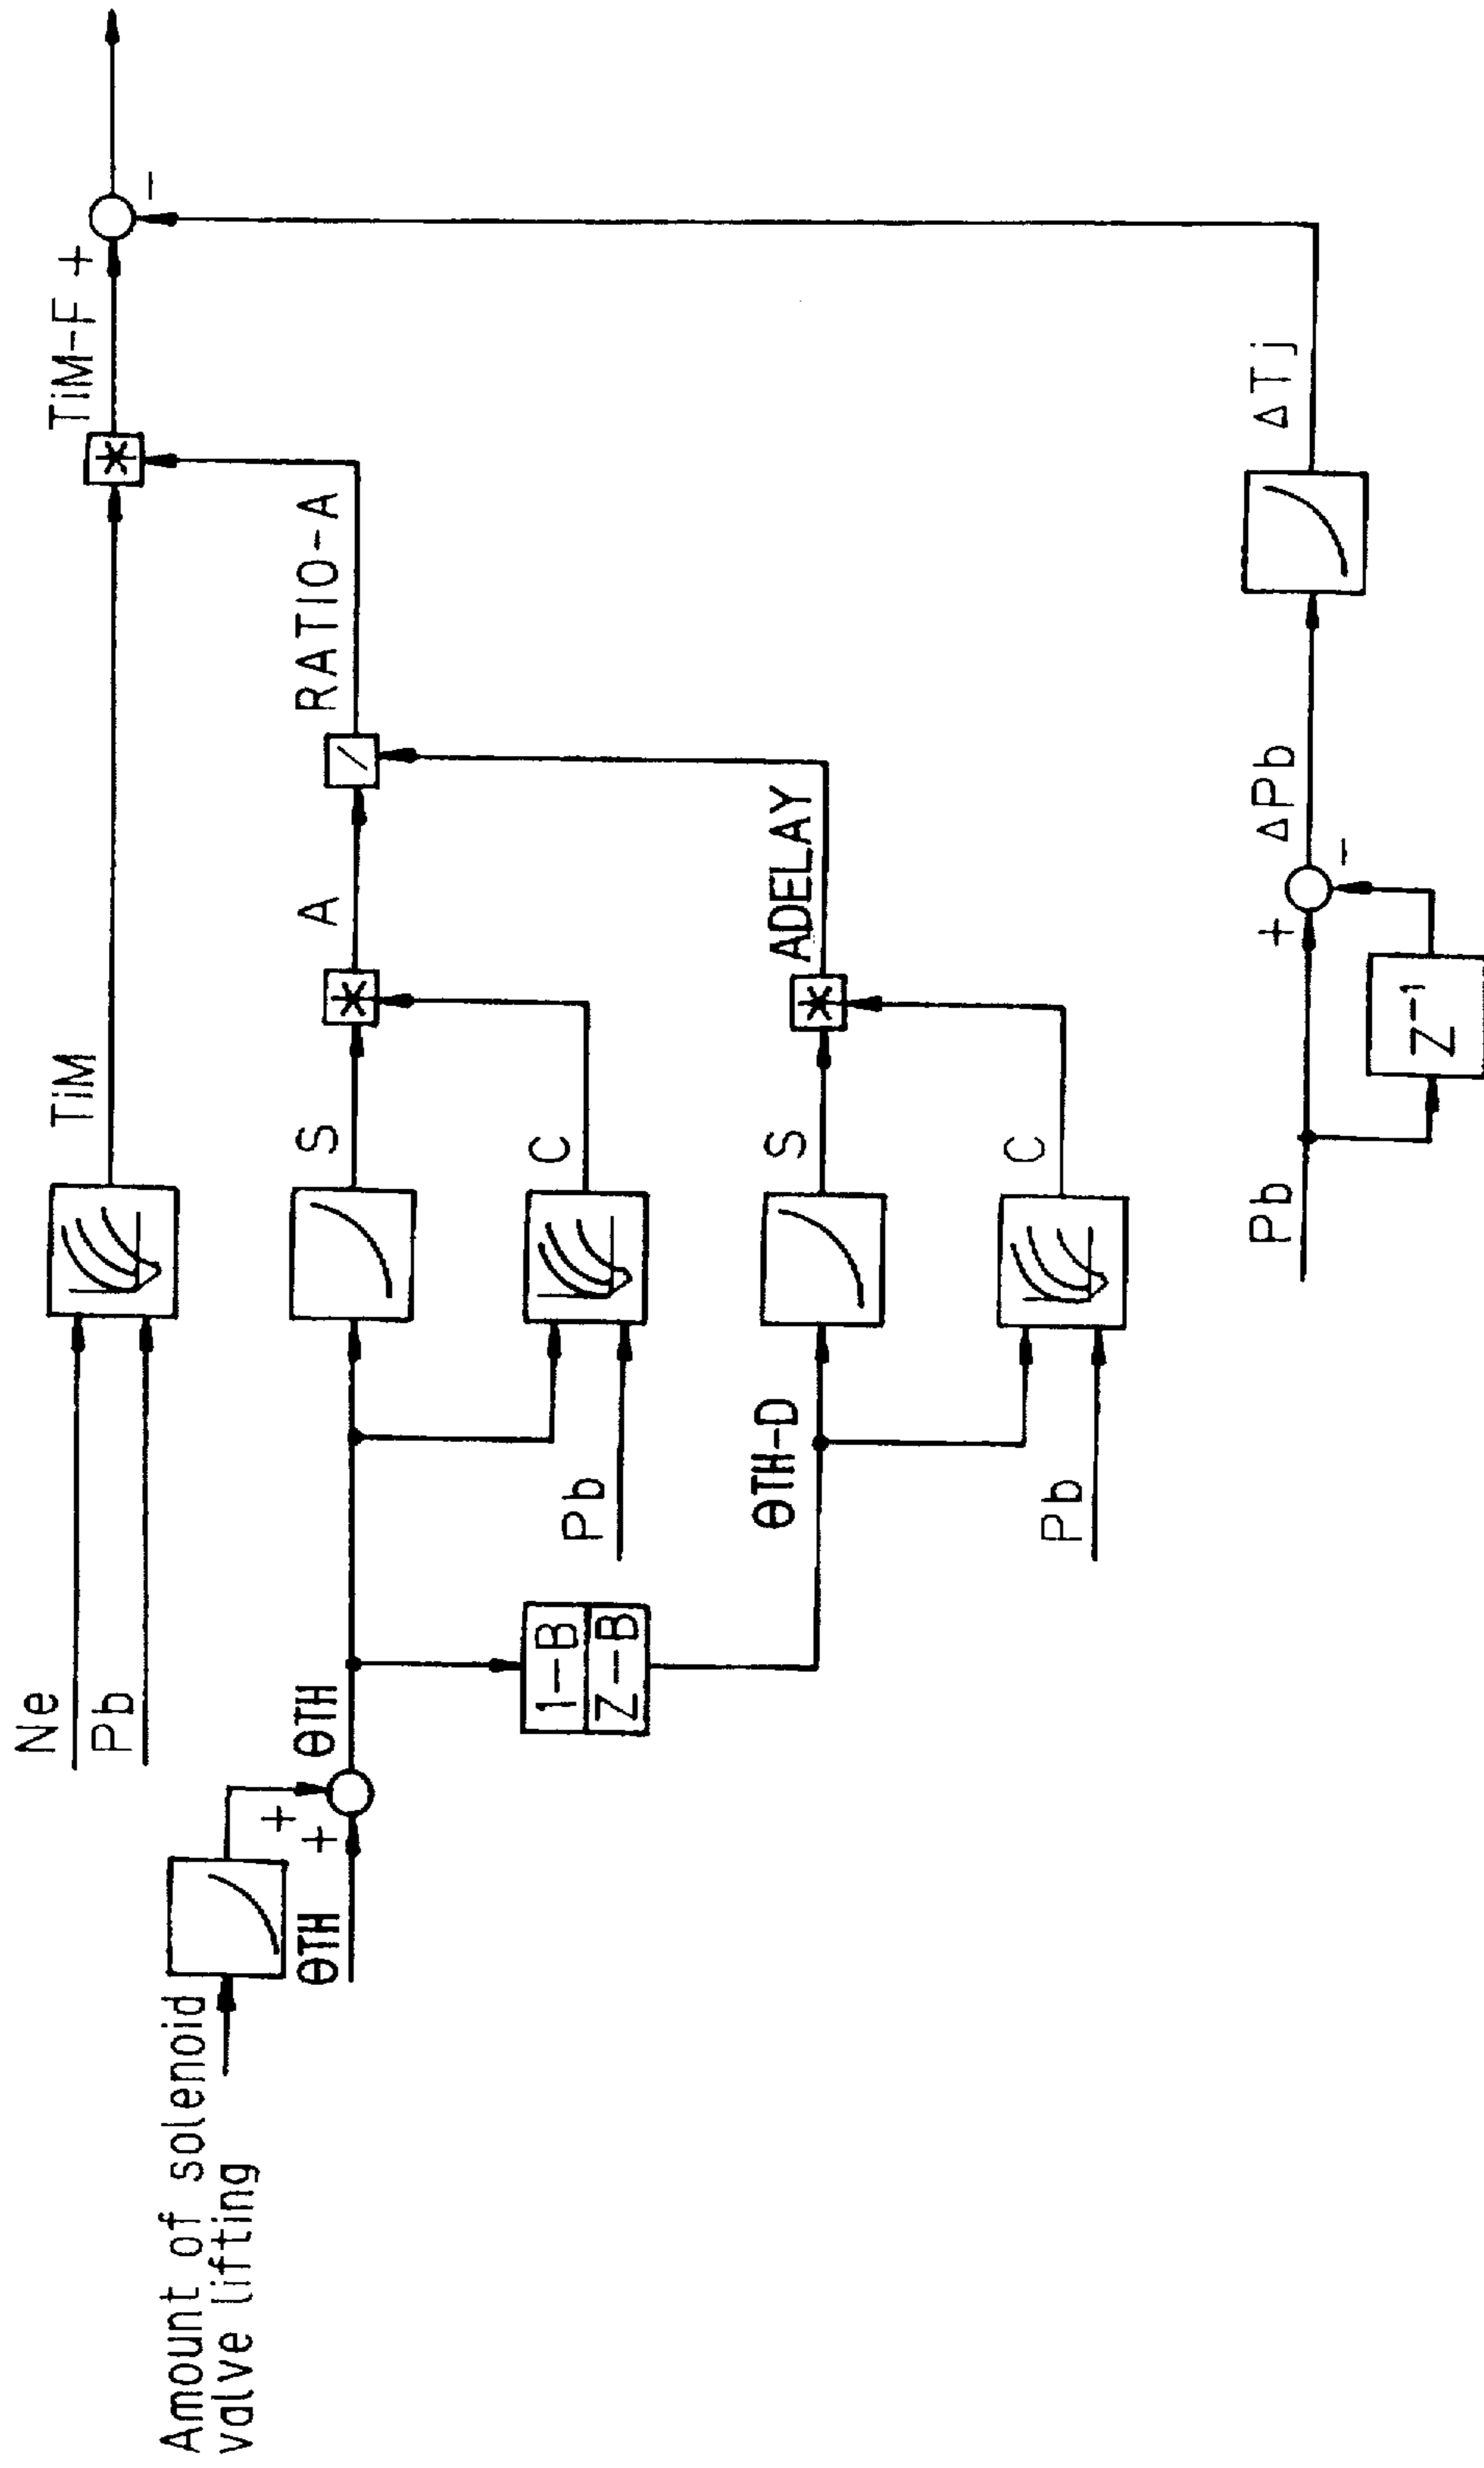 Ne
Pb
TiM
TiM-F
+
-
Amount of solenoid
valve lifting
+
θTH
+
θTH
S
*
A
/
RATIO-A
*
Pb
C
1-B
Z-B
θTH-D
S
*
ADELAY
Pb
C
Pb
+
-
Z-1
ΔPb
ΔTj